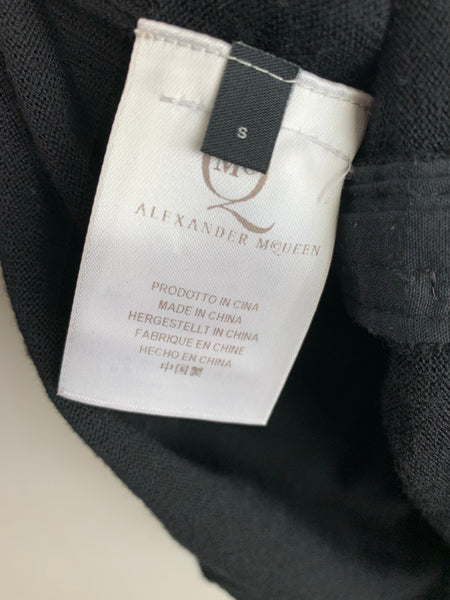 S
MC
Q
ALEXANDER MCQUEEN
PRODOTTO IN CINA
MADE IN CHINA
HERGESTELLT IN CHINA
FABRIQUE EN CHINE
HECHO EN CHINA
中国製